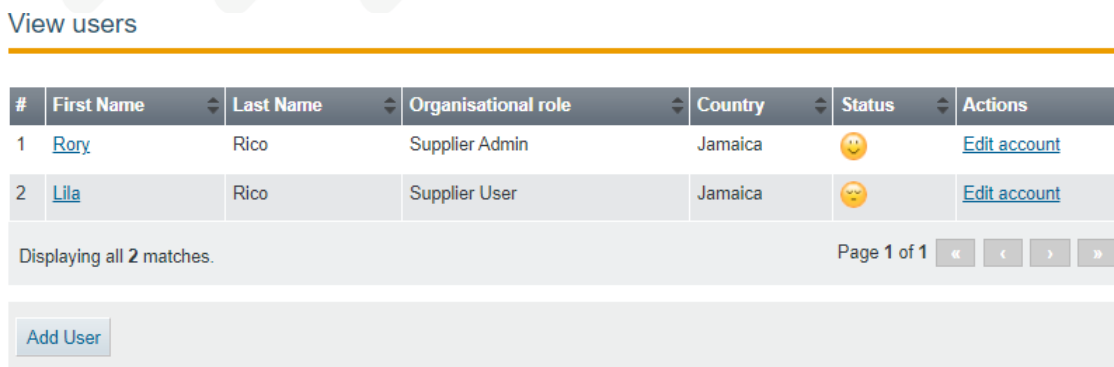 View users
# First Name Last Name Organisational role Country Status Actions
1 Rory Rico Supplier Admin Jamaica Edit account
2 Lila Rico Supplier User Jamaica Edit account
Displaying all 2 matches. Page 1 of 1 « ‹ › »
Add User